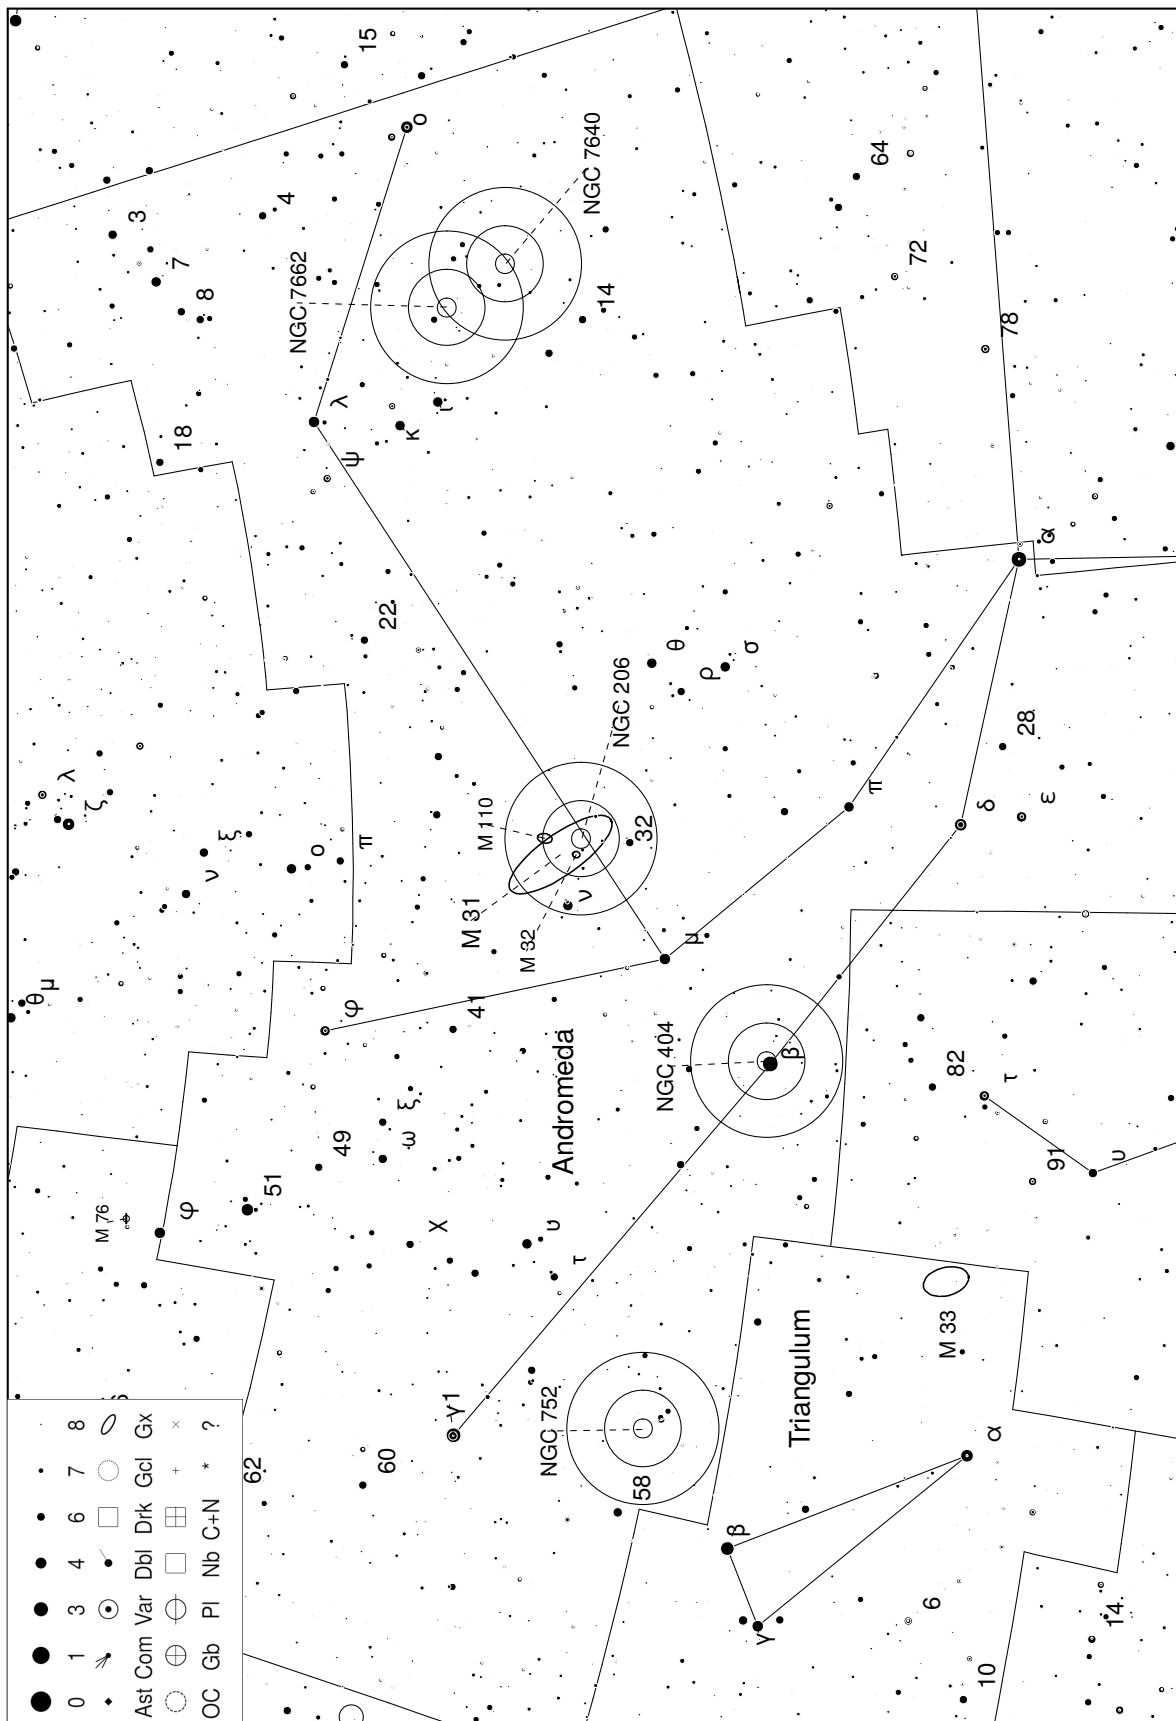 15
ο
NGC 7640
64
3
4
7
8
NGC 7662
72
14
78
18
λ
ι
κ
ψ
α
22
θ
ρ
σ
NGC 206
28
λ
ζ
ξ
ν
ο
π
M 110
32
π
δ
ε
M 31
ν
M 32
μ
θ
μ
φ
41
NGC 404
β
Andromeda
82
τ
ξ
ω
49
91
υ
51
φ
M 76
χ
υ
τ
Triangulum
M 33
γ1
NGC 752
60
62
58
α
β
γ
6
10
14
0 1 3 4 6 7 8
Ast Com Var Dbl Drk Gcl Gx
OC Gb Pl Nb C+N * ?